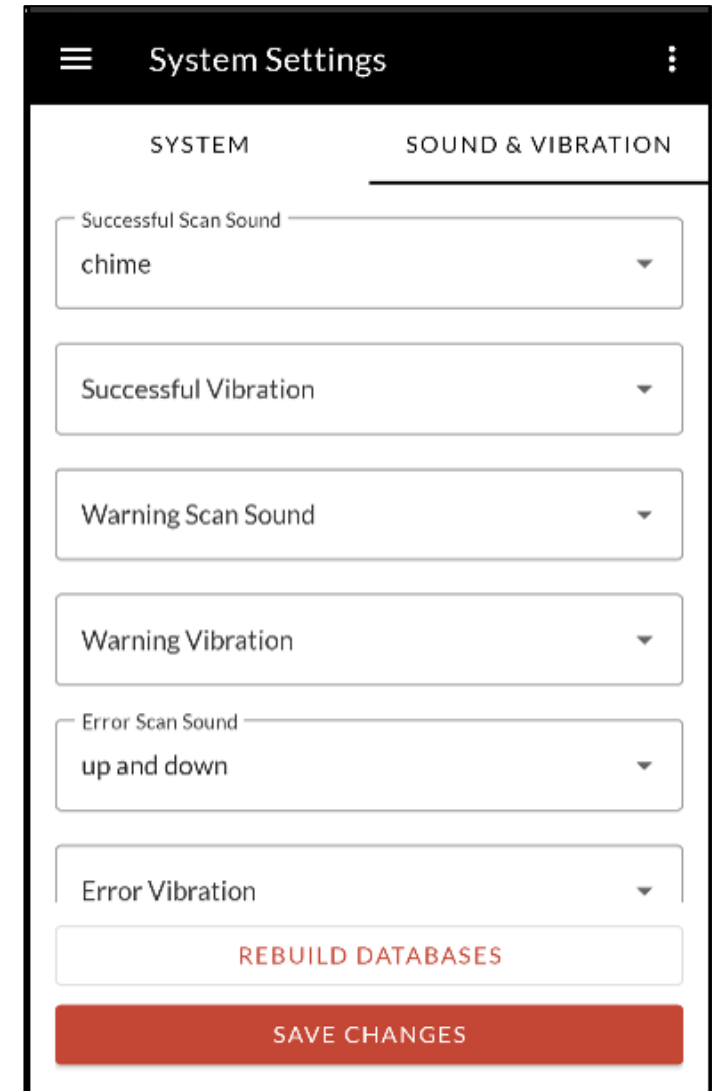 System Settings
SYSTEM
SOUND & VIBRATION
Successful Scan Sound
chime
Successful Vibration
Warning Scan Sound
Warning Vibration
Error Scan Sound
up and down
Error Vibration
REBUILD DATABASES
SAVE CHANGES